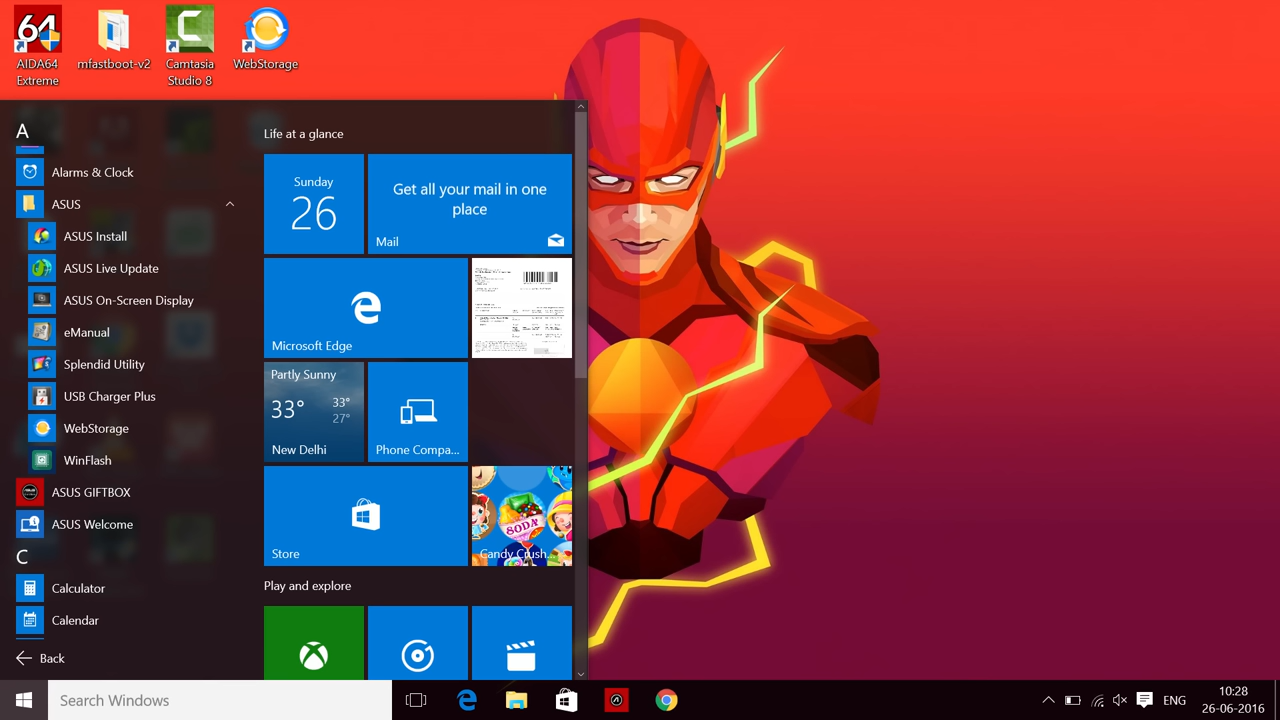 64
AIDA64
Extreme
mfastboot-v2
Camtasia
Studio 8
WebStorage
A
Alarms & Clock
ASUS
ASUS Install
ASUS Live Update
ASUS On-Screen Display
eManual
Splendid Utility
USB Charger Plus
WebStorage
WinFlash
ASUS GIFTBOX
ASUS Welcome
C
Calculator
Calendar
Back
Life at a glance
Sunday
26
Get all your mail in one
place
Mail
Microsoft Edge
Partly Sunny
33°
33°
27°
New Delhi
Phone Compa...
Store
SODA
Candy Crush...
Play and explore
Search Windows
ENG
10:28
26-06-2016